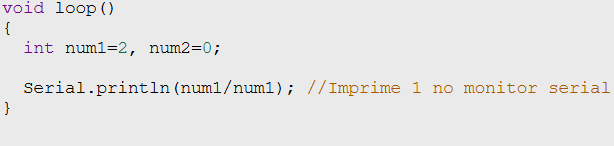 void loop()
{
int num1=2, num2=0;
Serial.println(num1/num1); //Imprime 1 no monitor serial
}